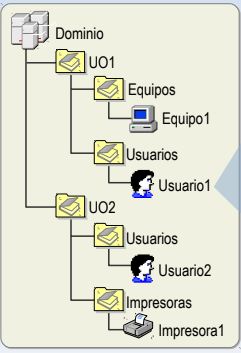 Dominio
UO1
Equipos
Equipo1
Usuarios
Usuario1
UO2
Usuarios
Usuario2
Impresoras
Impresora1